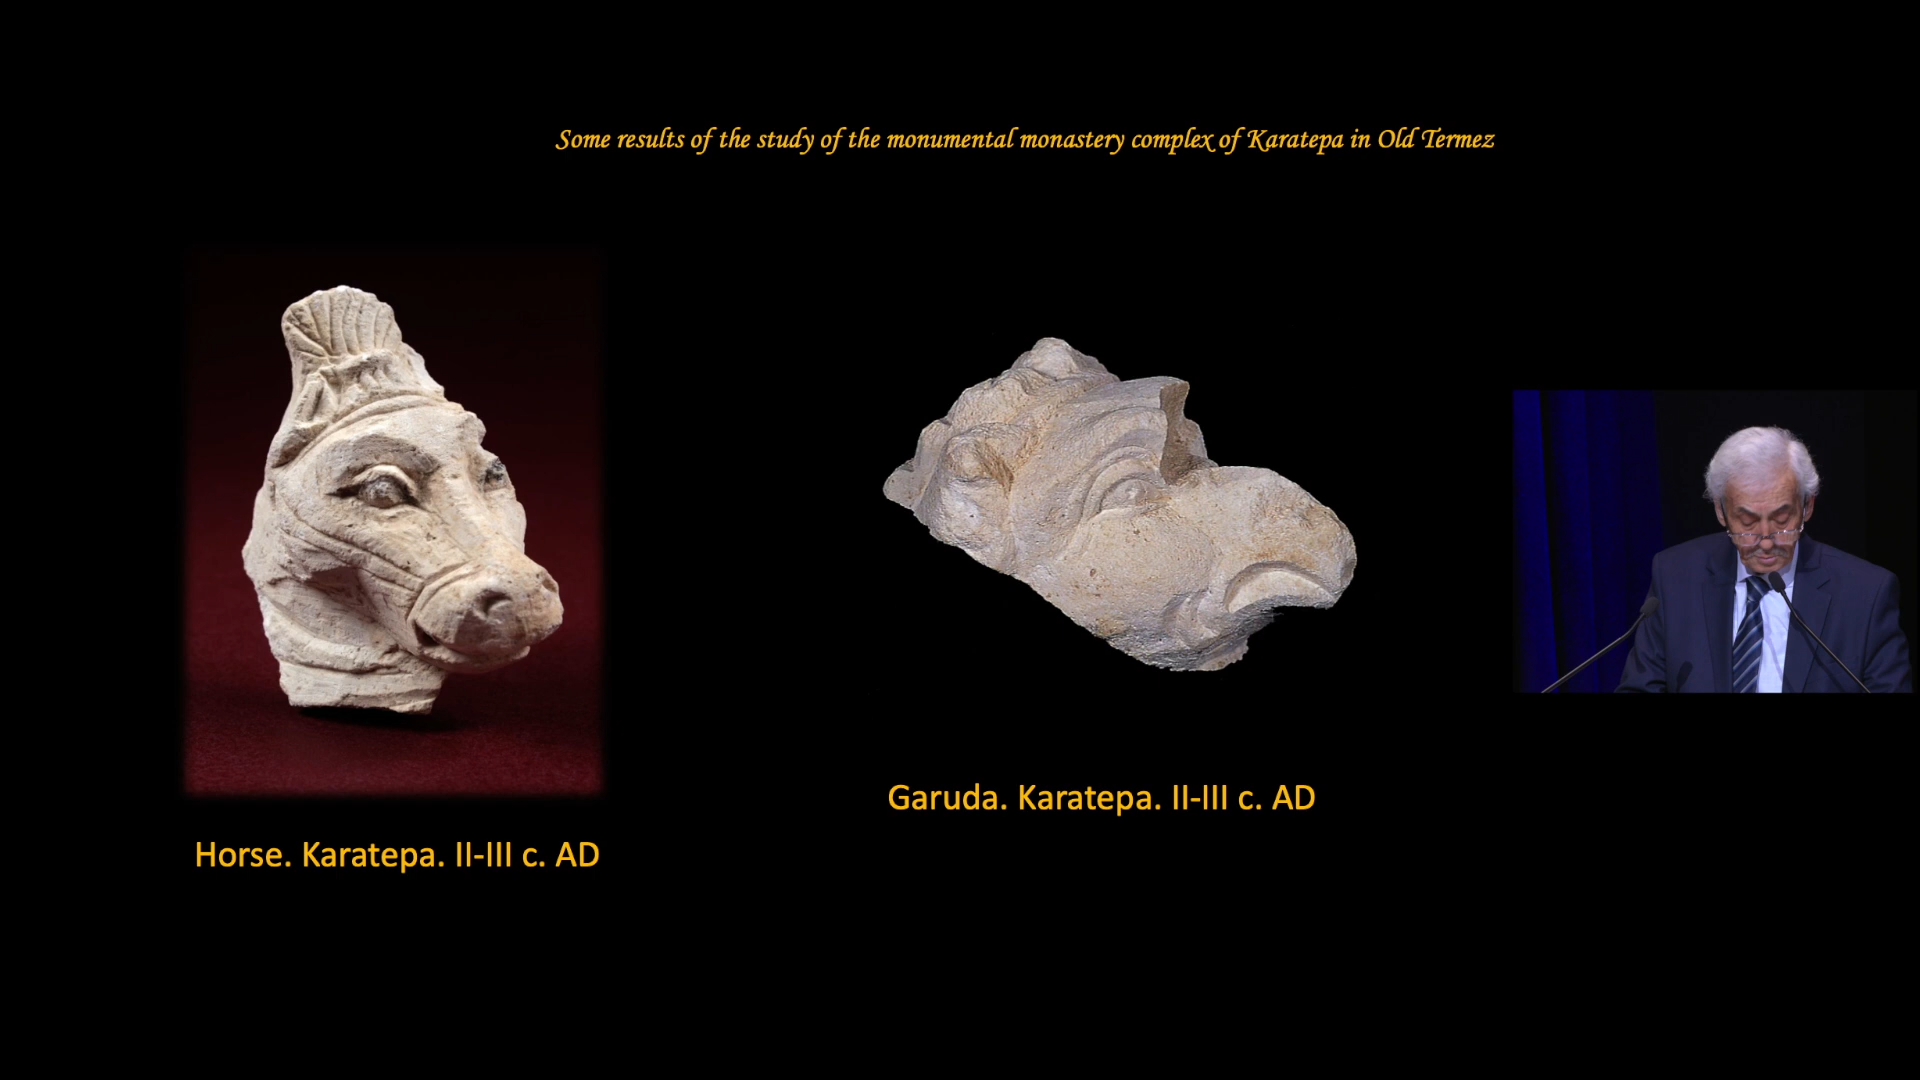 Some results of the study of the monumental monastery complex of Karatepa in Old Termez
Garuda. Karatepa. II-III c. AD
Horse. Karatepa. II-III c. AD